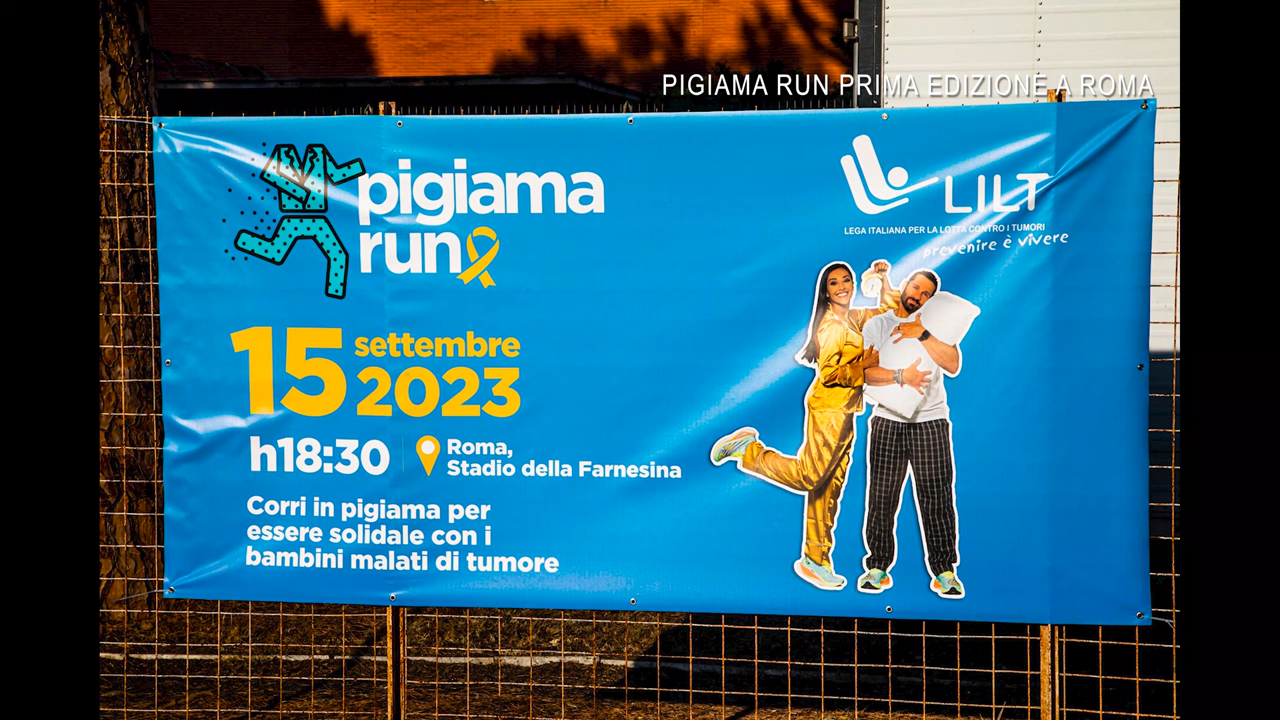 PIGIAMA RUN PRIMA EDIZIONE A ROMA
pigiama
run
LILT
LEGA ITALIANA PER LA LOTTA CONTRO I TUMORI
prevenire è vivere
15 settembre
2023
h18:30
Roma,
Stadio della Farnesina
Corri in pigiama per
essere solidale con i
bambini malati di tumore